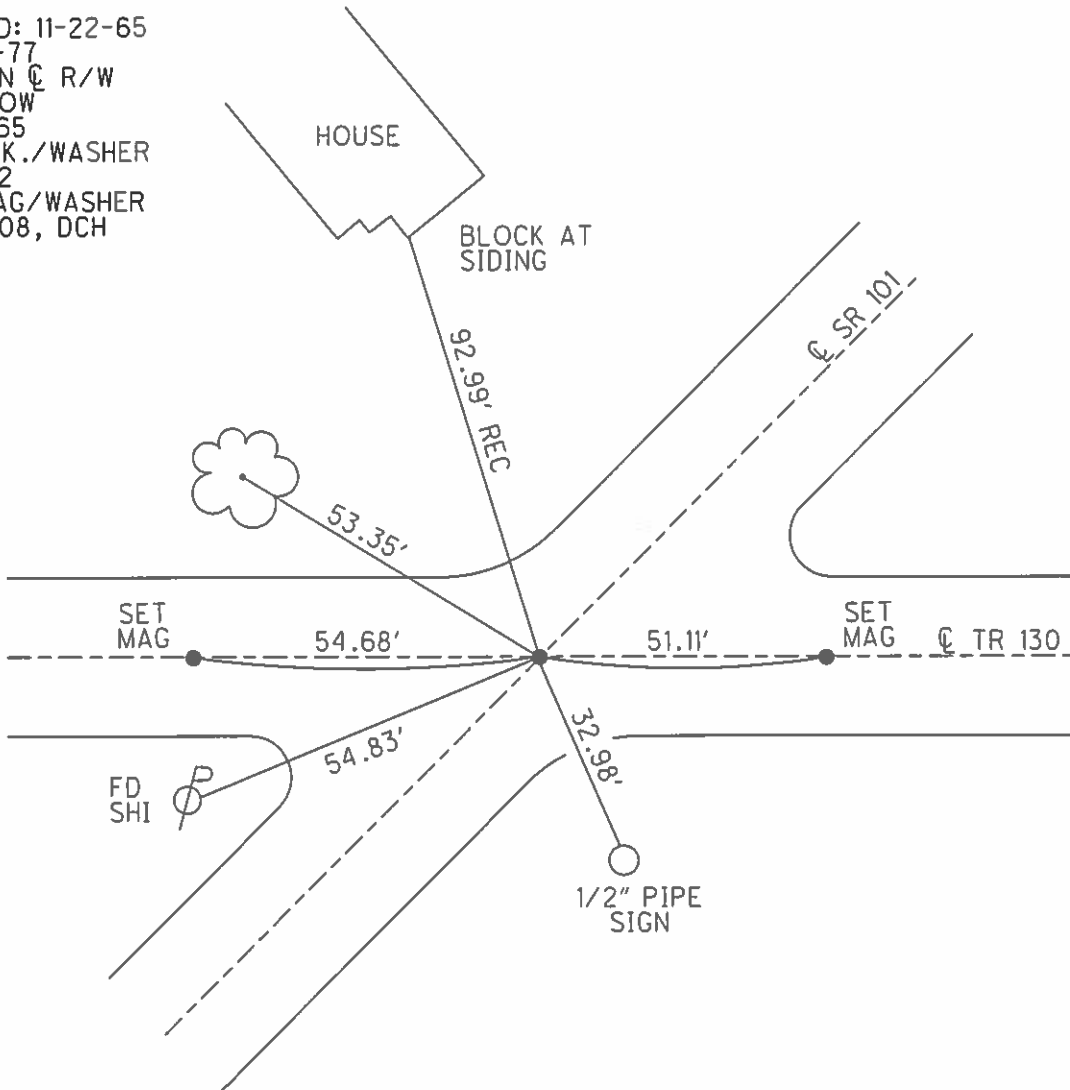 D: 11-22-65
-77
N ℄ R/W
OW
65
K./WASHER
2
AG/WASHER
08, DCH
HOUSE
BLOCK AT
SIDING
℄ SR 101
92.99' REC
53.35'
SET
MAG
54.68'
51.11'
SET
MAG
℄ TR 130
54.83'
32.98'
FD
SHI
P
1/2" PIPE
SIGN